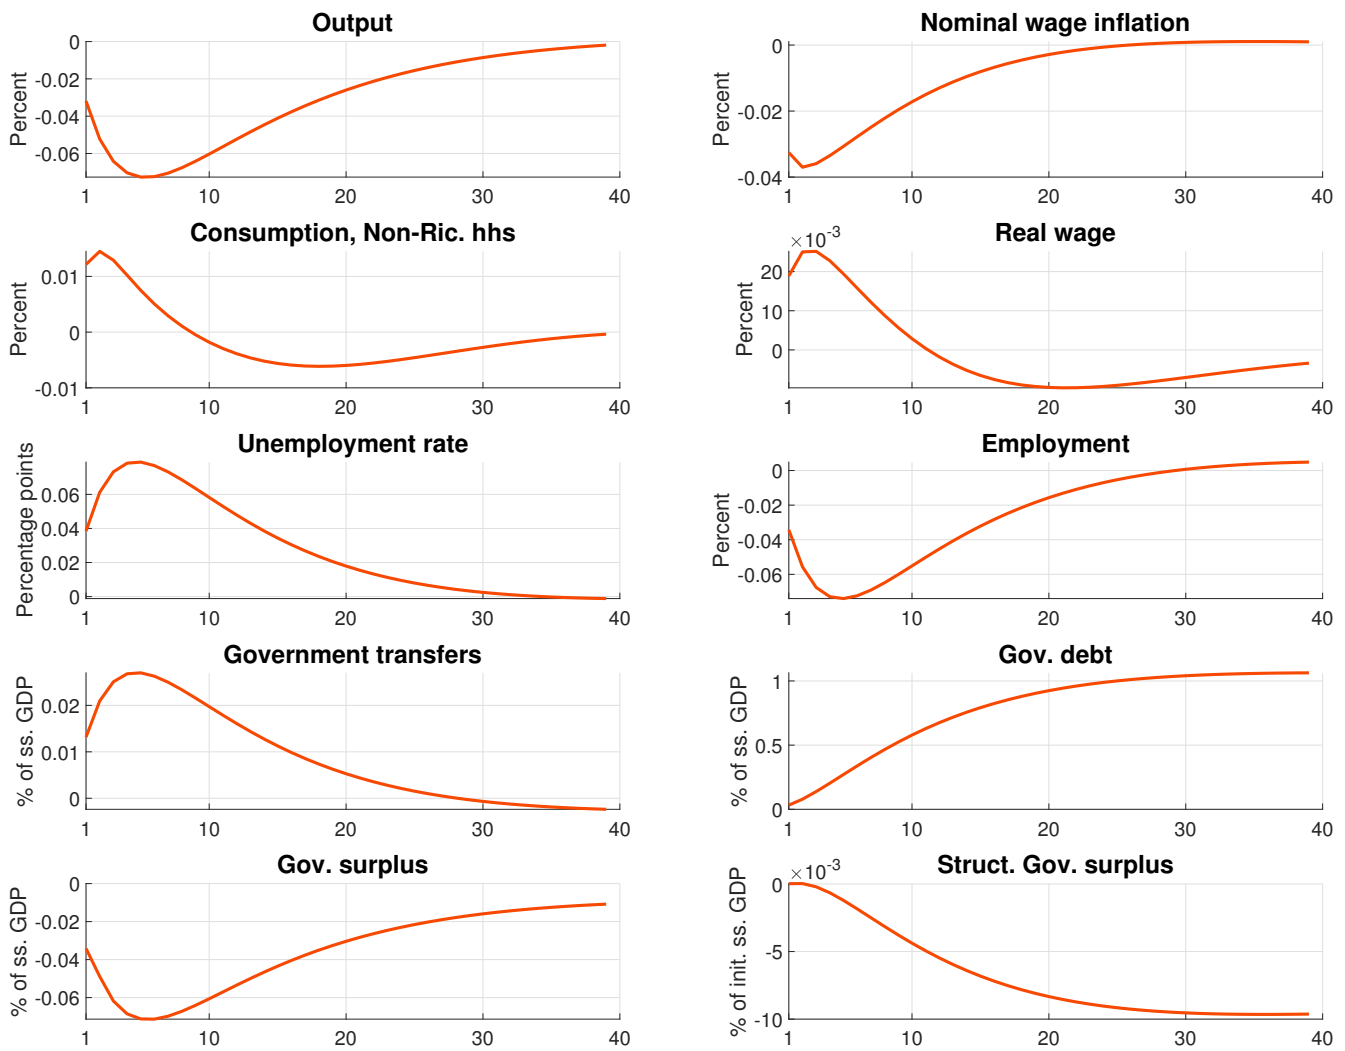 Output
Percent
0
-0.02
-0.04
-0.06
1 10 20 30 40
Nominal wage inflation
Percent
0
-0.02
-0.04
1 10 20 30 40
Consumption, Non-Ric. hhs
Percent
0.01
0
-0.01
1 10 20 30 40
Real wage
×10-3
Percent
20
10
0
1 10 20 30 40
Unemployment rate
Percentage points
0.06
0.04
0.02
0
1 10 20 30 40
Employment
Percent
0
-0.02
-0.04
-0.06
1 10 20 30 40
Government transfers
% of ss. GDP
0.02
0.01
0
1 10 20 30 40
Gov. debt
% of ss. GDP
1
0.5
0
1 10 20 30 40
Gov. surplus
% of ss. GDP
0
-0.02
-0.04
-0.06
1 10 20 30 40
Struct. Gov. surplus
×10-3
% of init. ss. GDP
0
-5
-10
1 10 20 30 40